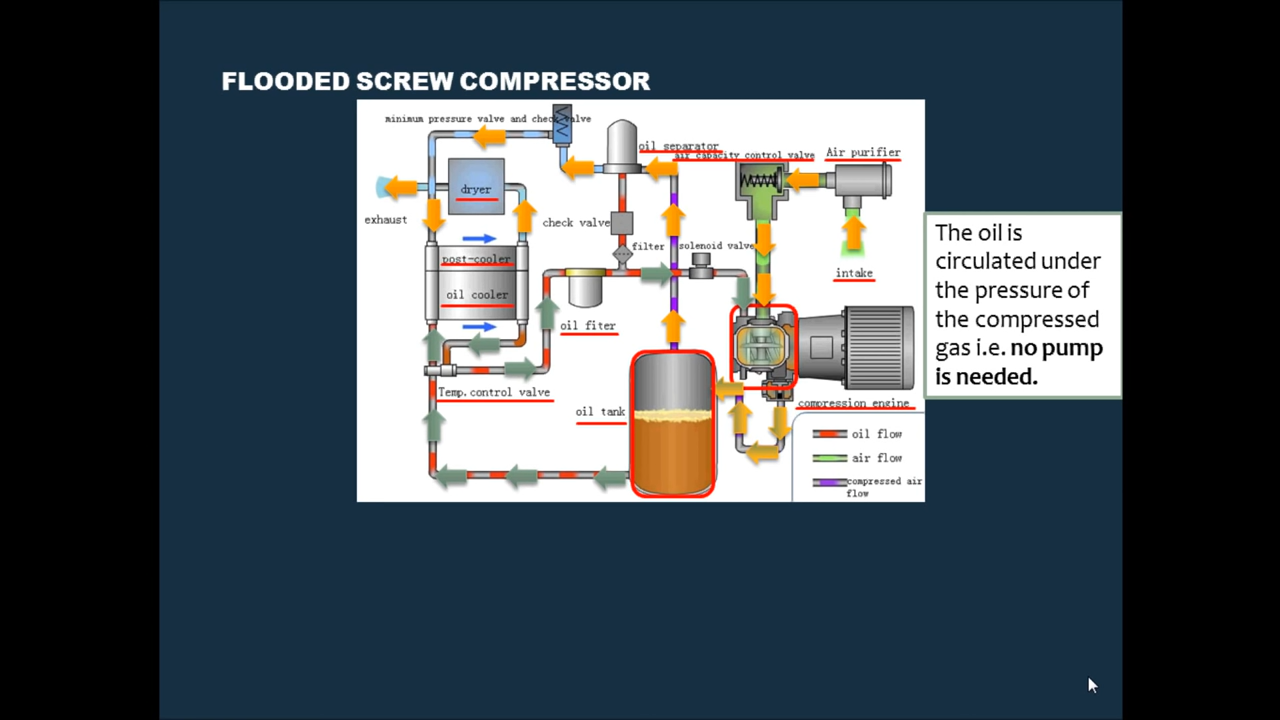 FLOODED SCREW COMPRESSOR
minimum pressure valve and check valve
oil separator
air capacity control valve
Air purifier
dryer
exhaust
check valve
filter
solenoid valve
intake
post-cooler
oil cooler
oil fiter
Temp.control valve
oil tank
compression engine
oil flow
air flow
compressed air
flow
The oil is
circulated under
the pressure of
the compressed
gas i.e. no pump
is needed.